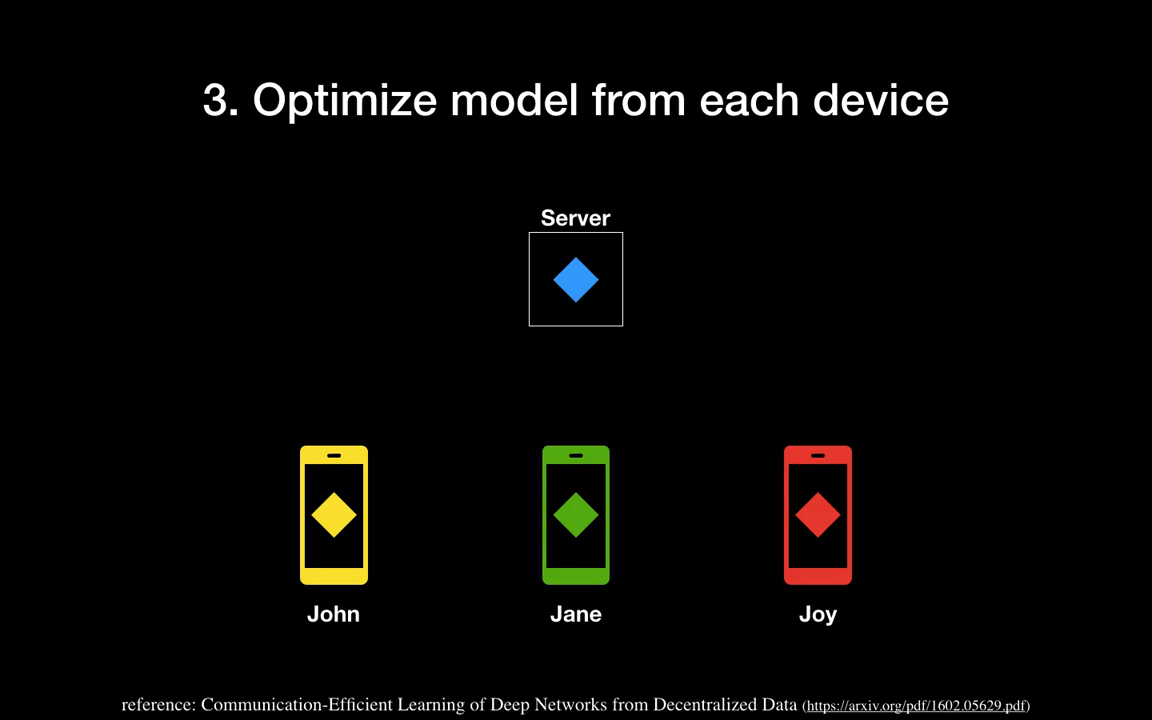 3. Optimize model from each device
Server
John
Jane
Joy
reference: Communication-Efficient Learning of Deep Networks from Decentralized Data (https://arxiv.org/pdf/1602.05629.pdf)